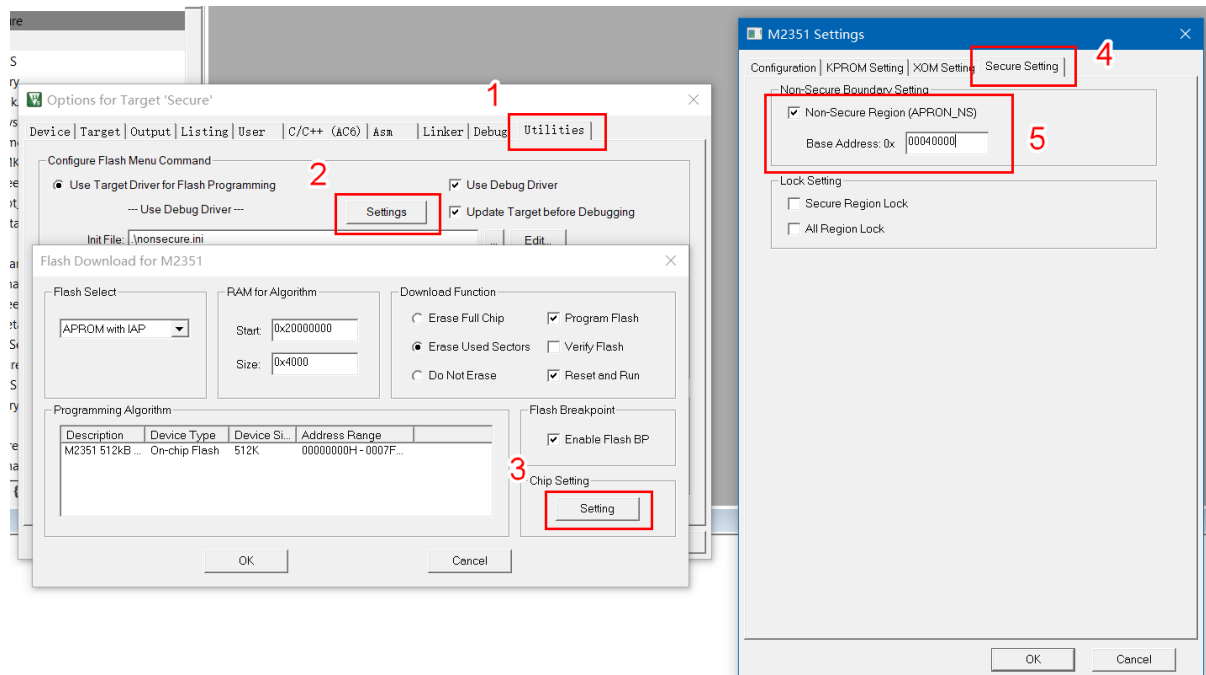 Options for Target 'Secure'
1
Device Target Output Listing User C/C++ (AC6) Asm Linker Debug Utilities
Configure Flash Menu Command
Use Target Driver for Flash Programming
2
Use Debug Driver
--- Use Debug Driver ---
Settings
Update Target before Debugging
Init File: .\nonsecure.ini
...
Edit...
Flash Download for M2351
Flash Select
APROM with IAP
RAM for Algorithm
Start: 0x20000000
Size: 0x4000
Download Function
Erase Full Chip
Program Flash
Erase Used Sectors
Verify Flash
Do Not Erase
Reset and Run
Programming Algorithm
Description Device Type Device Si... Address Range
M2351 512kB ... On-chip Flash 512K 00000000H - 0007F...
Flash Breakpoint
Enable Flash BP
3
Chip Setting
Setting
OK
Cancel
M2351 Settings
4
Configuration KPROM Setting XOM Setting Secure Setting
Non-Secure Boundary Setting
Non-Secure Region (APRON_NS)
Base Address: 0x 00040000
5
Lock Setting
Secure Region Lock
All Region Lock
OK
Cancel